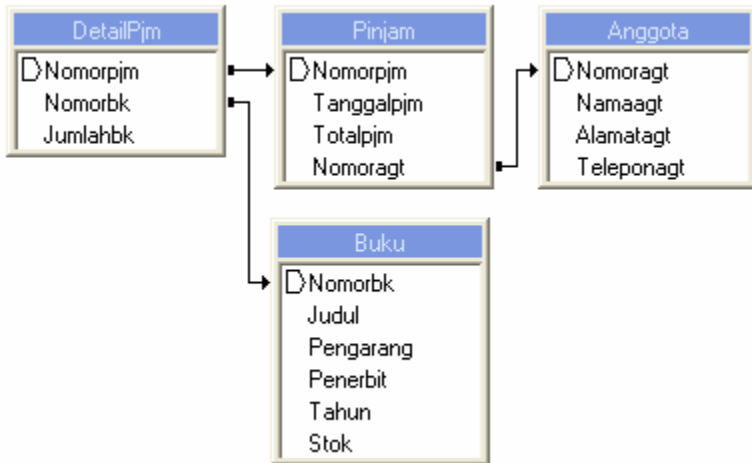 DetailPjm
Nomorpjm
Nomorbk
Jumlahbk
Pinjam
Nomorpjm
Tanggalpjm
Totalpjm
Nomoragt
Anggota
Nomoragt
Namaagt
Alamatagt
Teleponagt
Buku
Nomorbk
Judul
Pengarang
Penerbit
Tahun
Stok